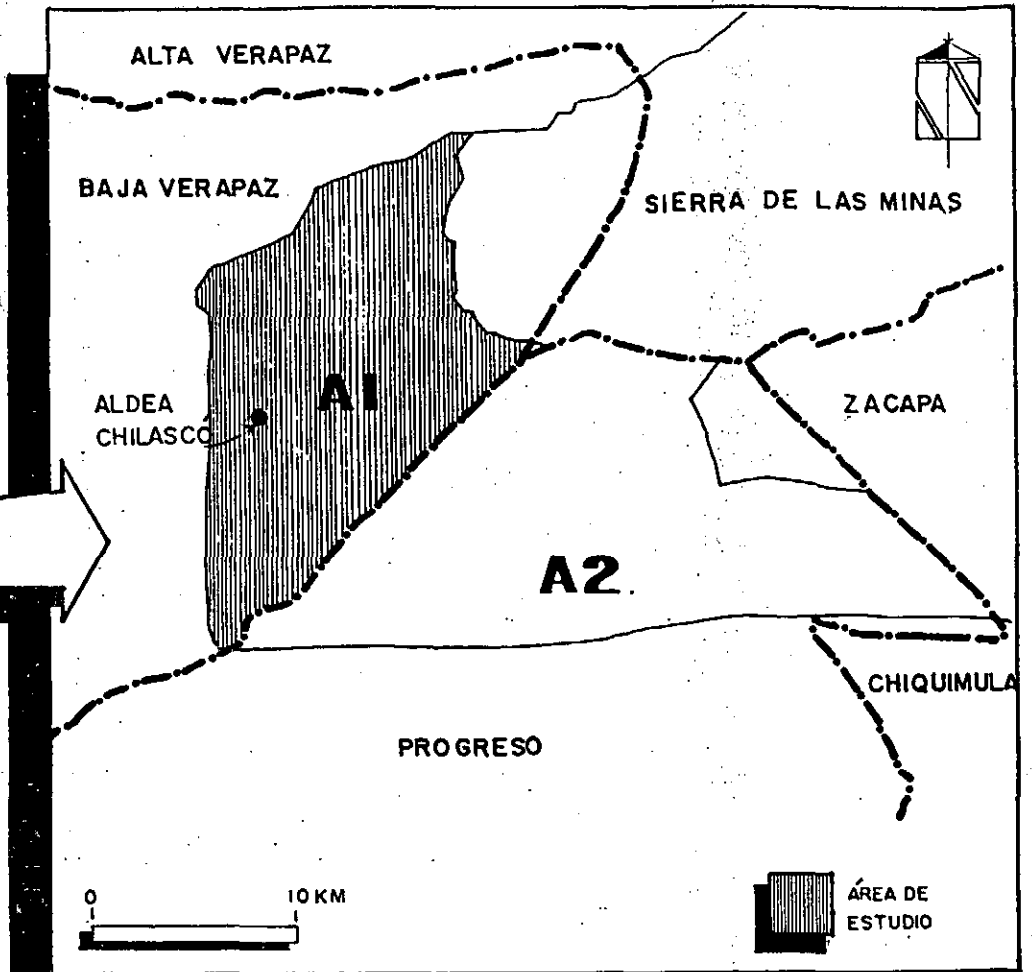 ALTA VERAPAZ
BAJA VERAPAZ
SIERRA DE LAS MINAS
A1
ALDEA
CHILASCÓ
ZACAPA
A2
CHIQUIMULA
PROGRESO
0 10 KM
ÁREA DE
ESTUDIO